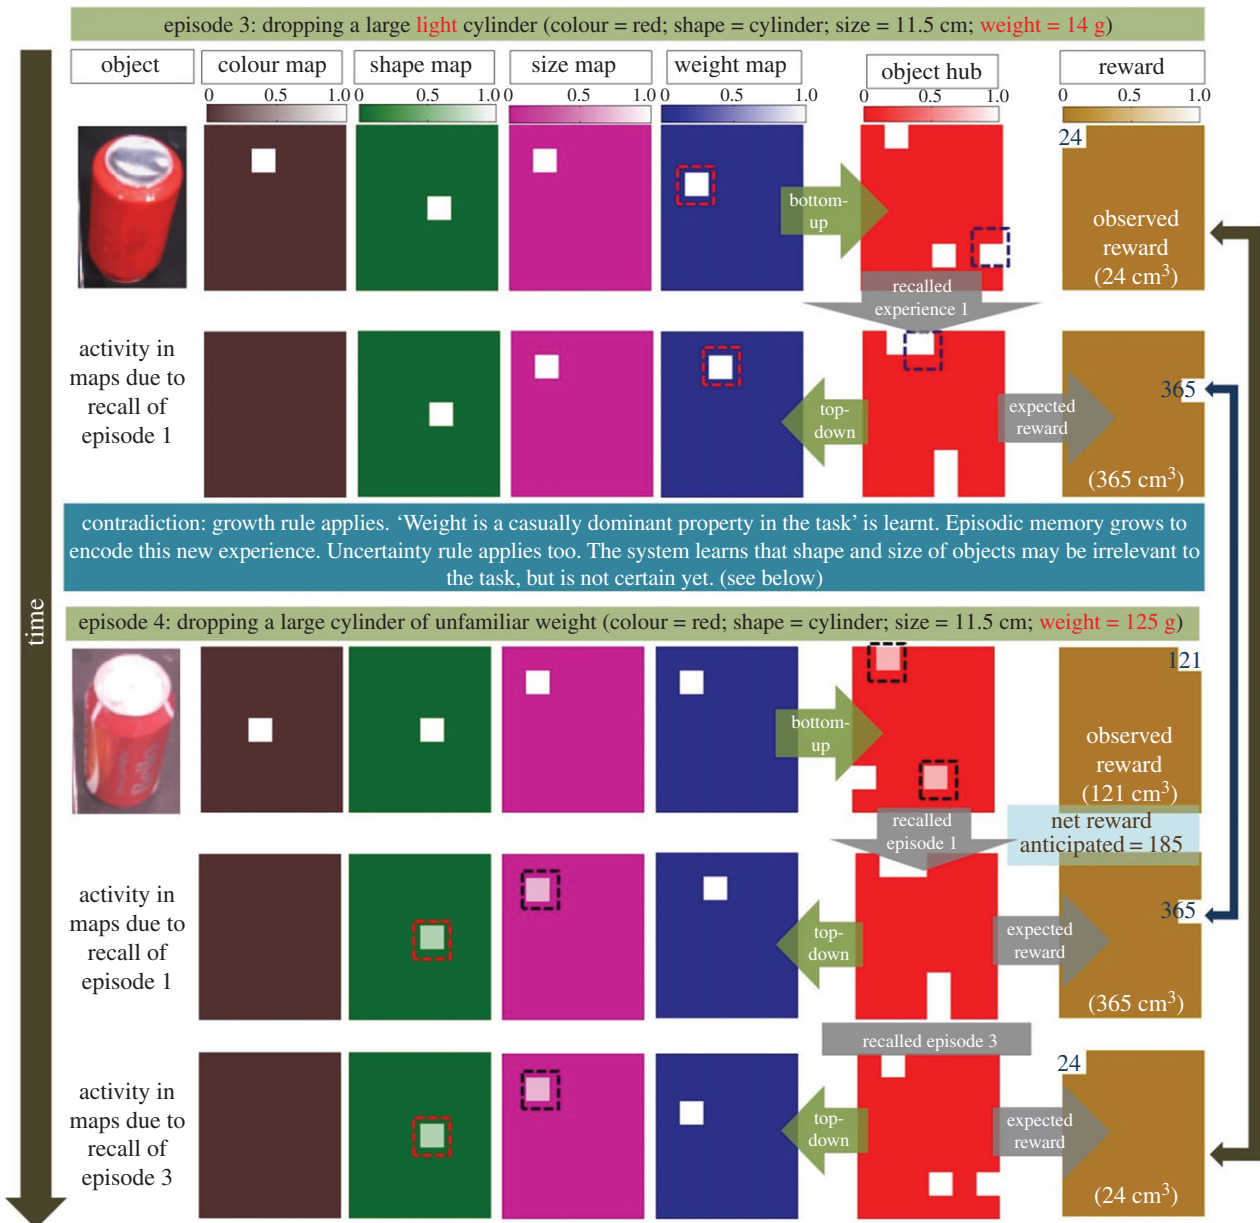 episode 3: dropping a large light cylinder (colour = red; shape = cylinder; size = 11.5 cm; weight = 14 g)
object
colour map
shape map
size map
weight map
object hub
reward
0 0.5 1.0
0 0.5 1.0
0 0.5 1.0
0 0.5 1.0
0 0.5 1.0
0 0.5 1.0
bottom-
up
24
observed
reward
(24 cm³)
recalled
experience 1
activity in
maps due to
recall of
episode 1
top-
down
expected
reward
365
(365 cm³)
contradiction: growth rule applies. ‘Weight is a casually dominant property in the task’ is learnt. Episodic memory grows to
encode this new experience. Uncertainty rule applies too. The system learns that shape and size of objects may be irrelevant to
the task, but is not certain yet. (see below)
time
episode 4: dropping a large cylinder of unfamiliar weight (colour = red; shape = cylinder; size = 11.5 cm; weight = 125 g)
bottom-
up
121
observed
reward
(121 cm³)
recalled
episode 1
net reward
anticipated = 185
activity in
maps due to
recall of
episode 1
top-
down
expected
reward
365
(365 cm³)
recalled episode 3
activity in
maps due to
recall of
episode 3
top-
down
expected
reward
24
(24 cm³)